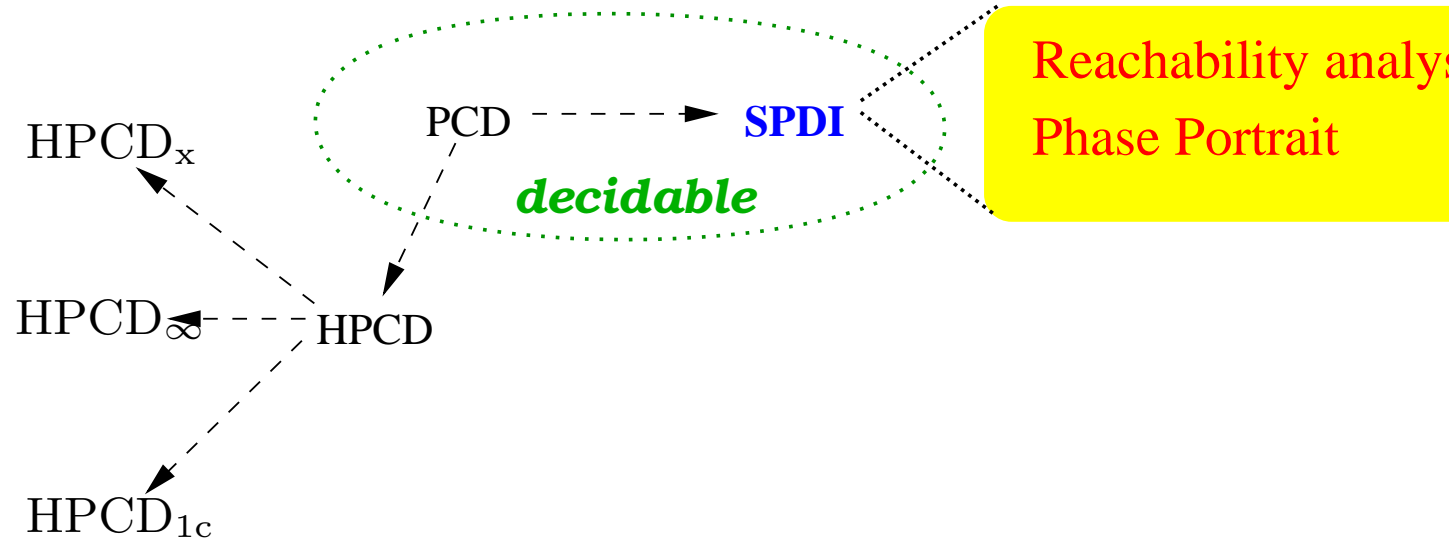 Reachability analys
Phase Portrait
PCD
SPDI
decidable
HPCDₓ
HPCD∞
HPCD
HPCD₁c